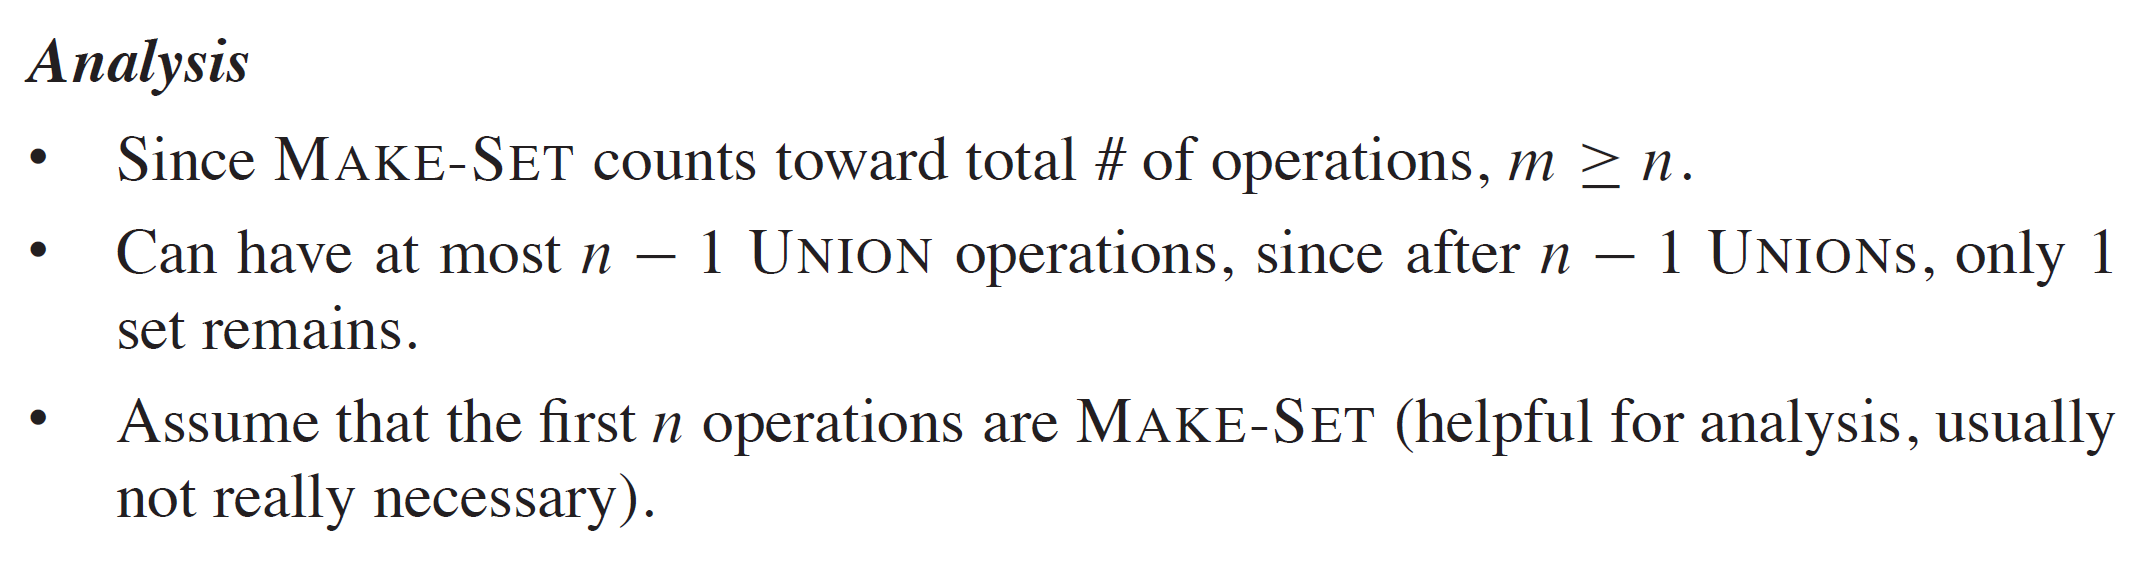 Analysis
• Since MAKE-SET counts toward total # of operations, m ≥ n.
• Can have at most n − 1 UNION operations, since after n − 1 UNIONs, only 1
set remains.
• Assume that the first n operations are MAKE-SET (helpful for analysis, usually
not really necessary).